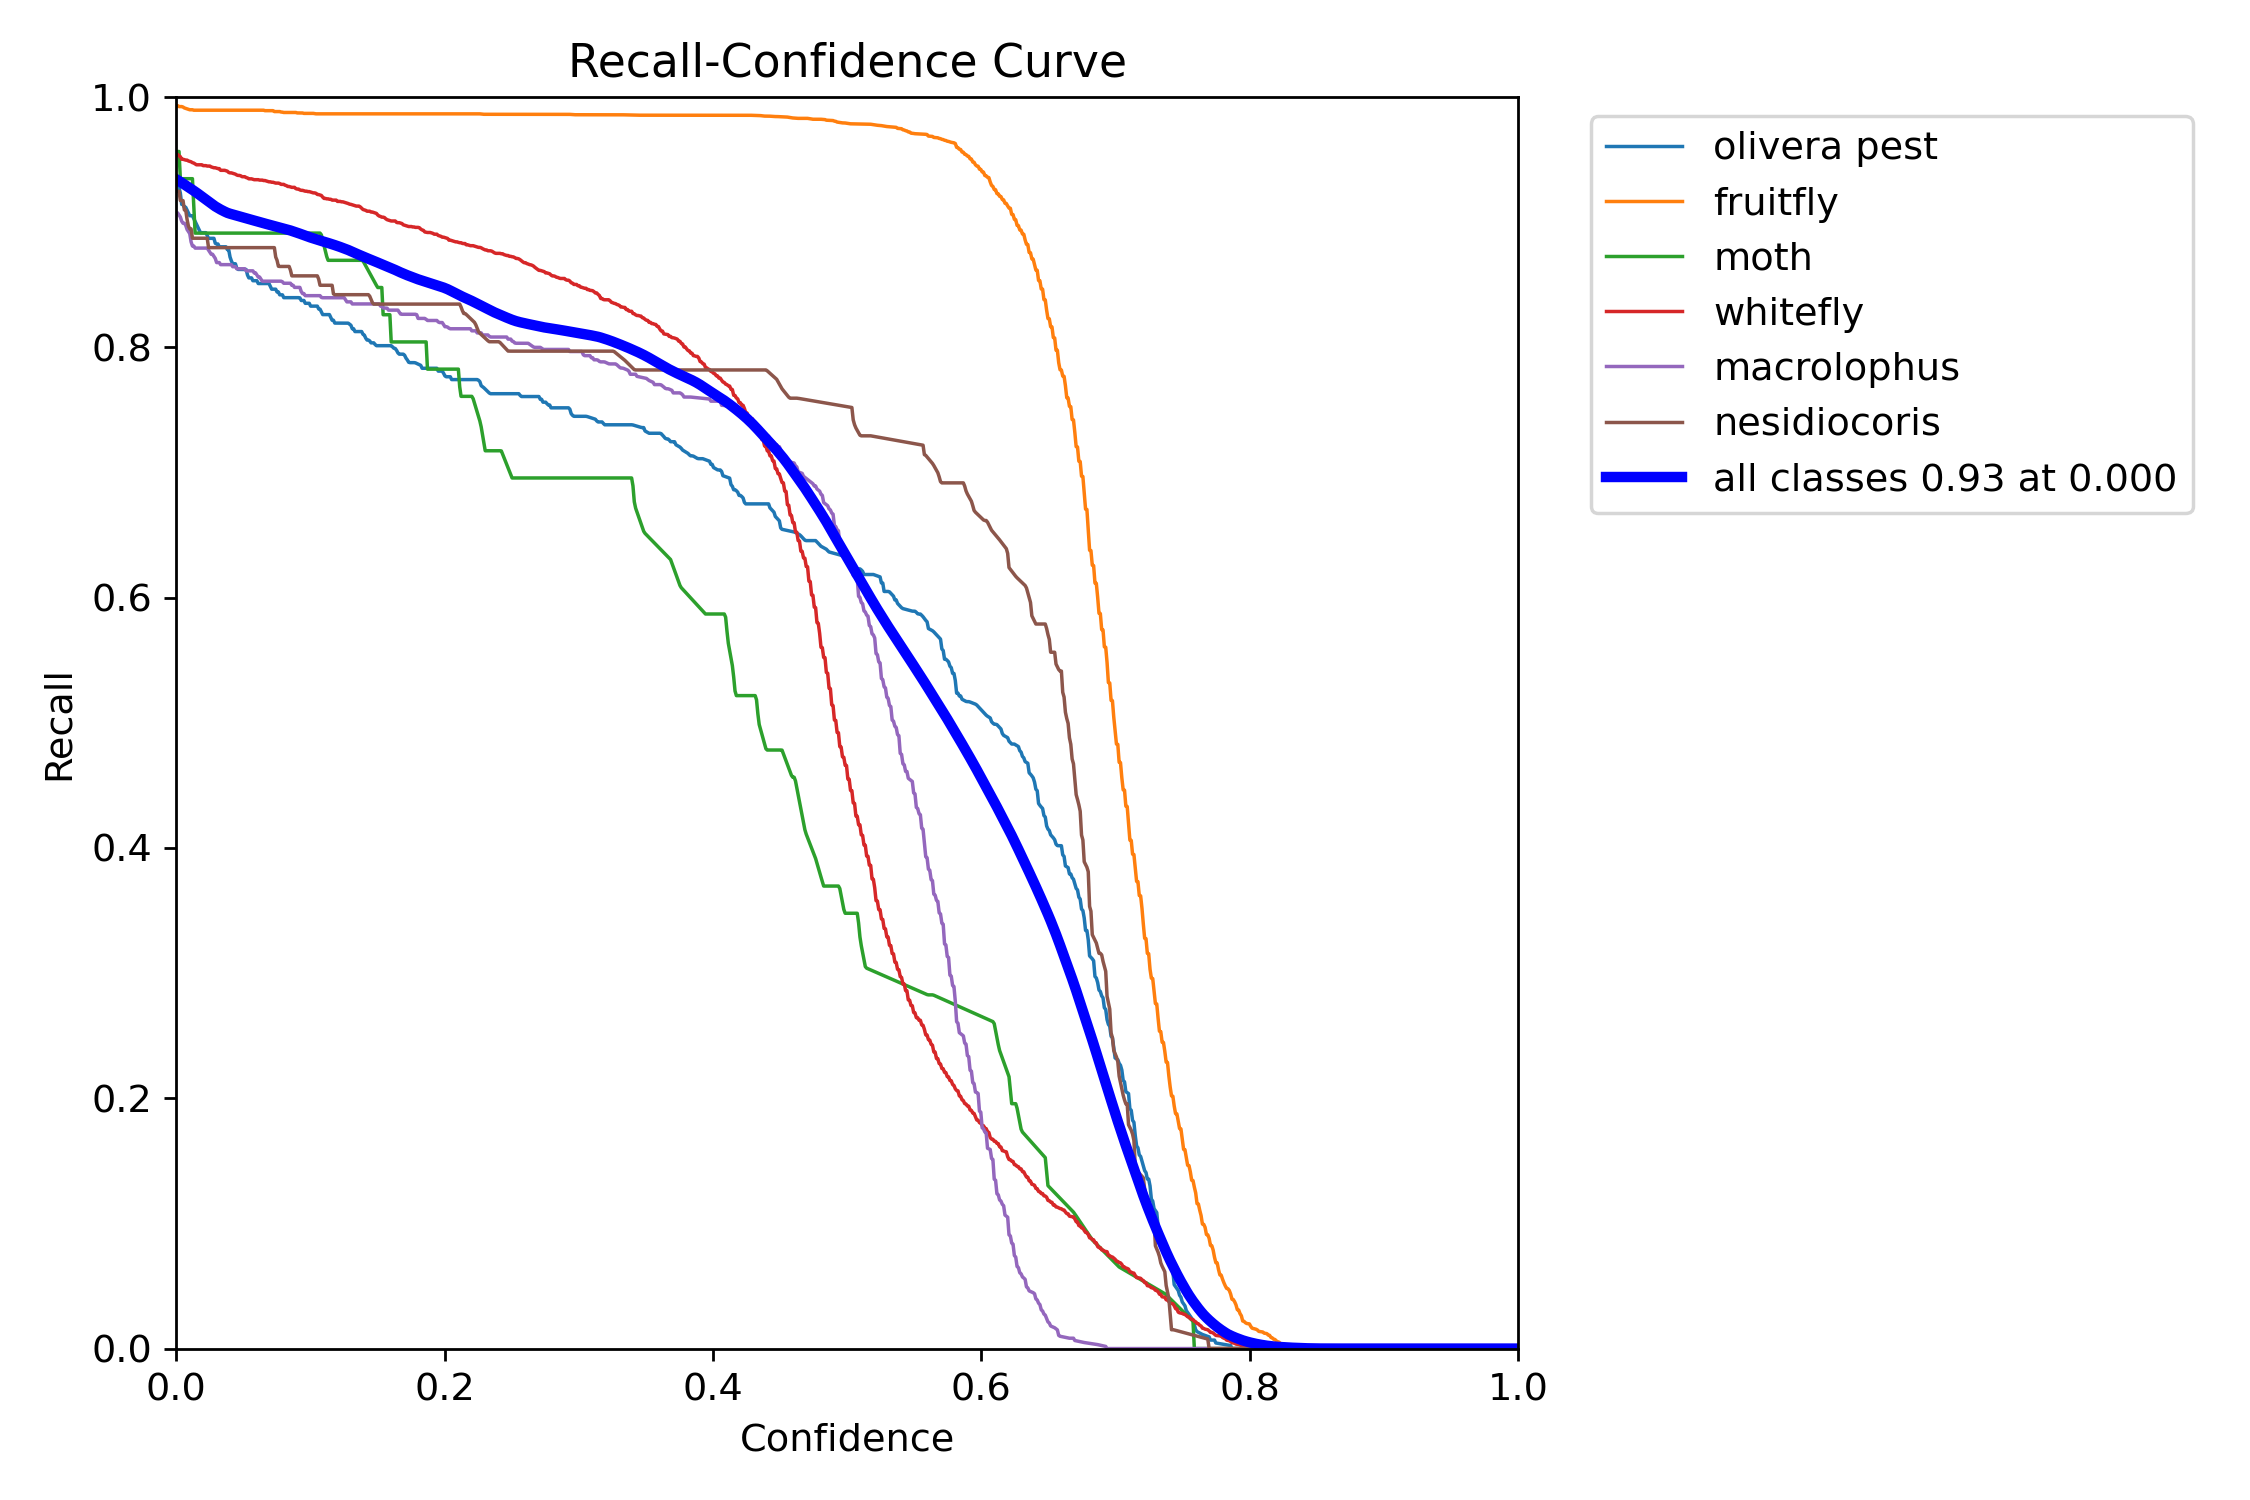 Recall-Confidence Curve
1.0
0.8
0.6
0.4
0.2
0.0
Recall
0.0 0.2 0.4 0.6 0.8 1.0
Confidence
olivera pest
fruitfly
moth
whitefly
macrolophus
nesidiocoris
all classes 0.93 at 0.000